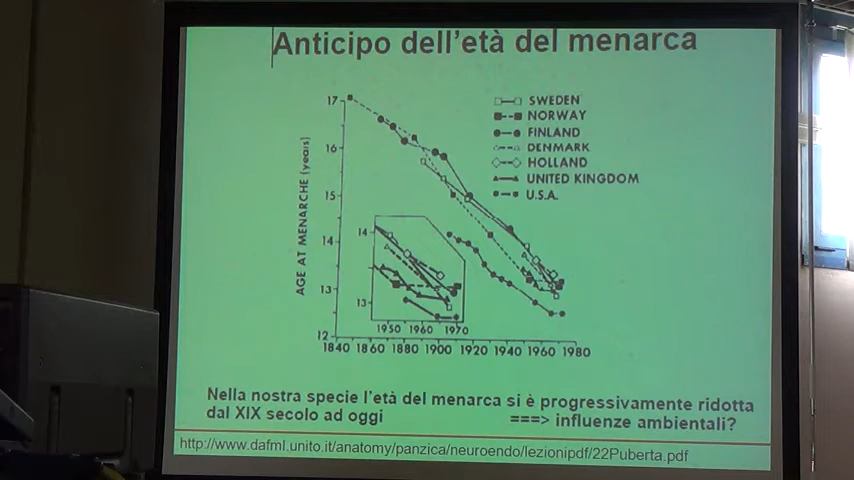 Anticipo dell'età del menarca
17
16
15
14
13
12
AGE AT MENARCHE (years)
SWEDEN
NORWAY
FINLAND
DENMARK
HOLLAND
UNITED KINGDOM
U.S.A.
14
13
1950 1960 1970
1840 1860 1880 1900 1920 1940 1960 1980
Nella nostra specie l'età del menarca si è progressivamente ridotta
dal XIX secolo ad oggi ===> influenze ambientali?
http://www.dafml.unito.it/anatomy/panzica/neuroendo/lezionipdf/22Puberta.pdf